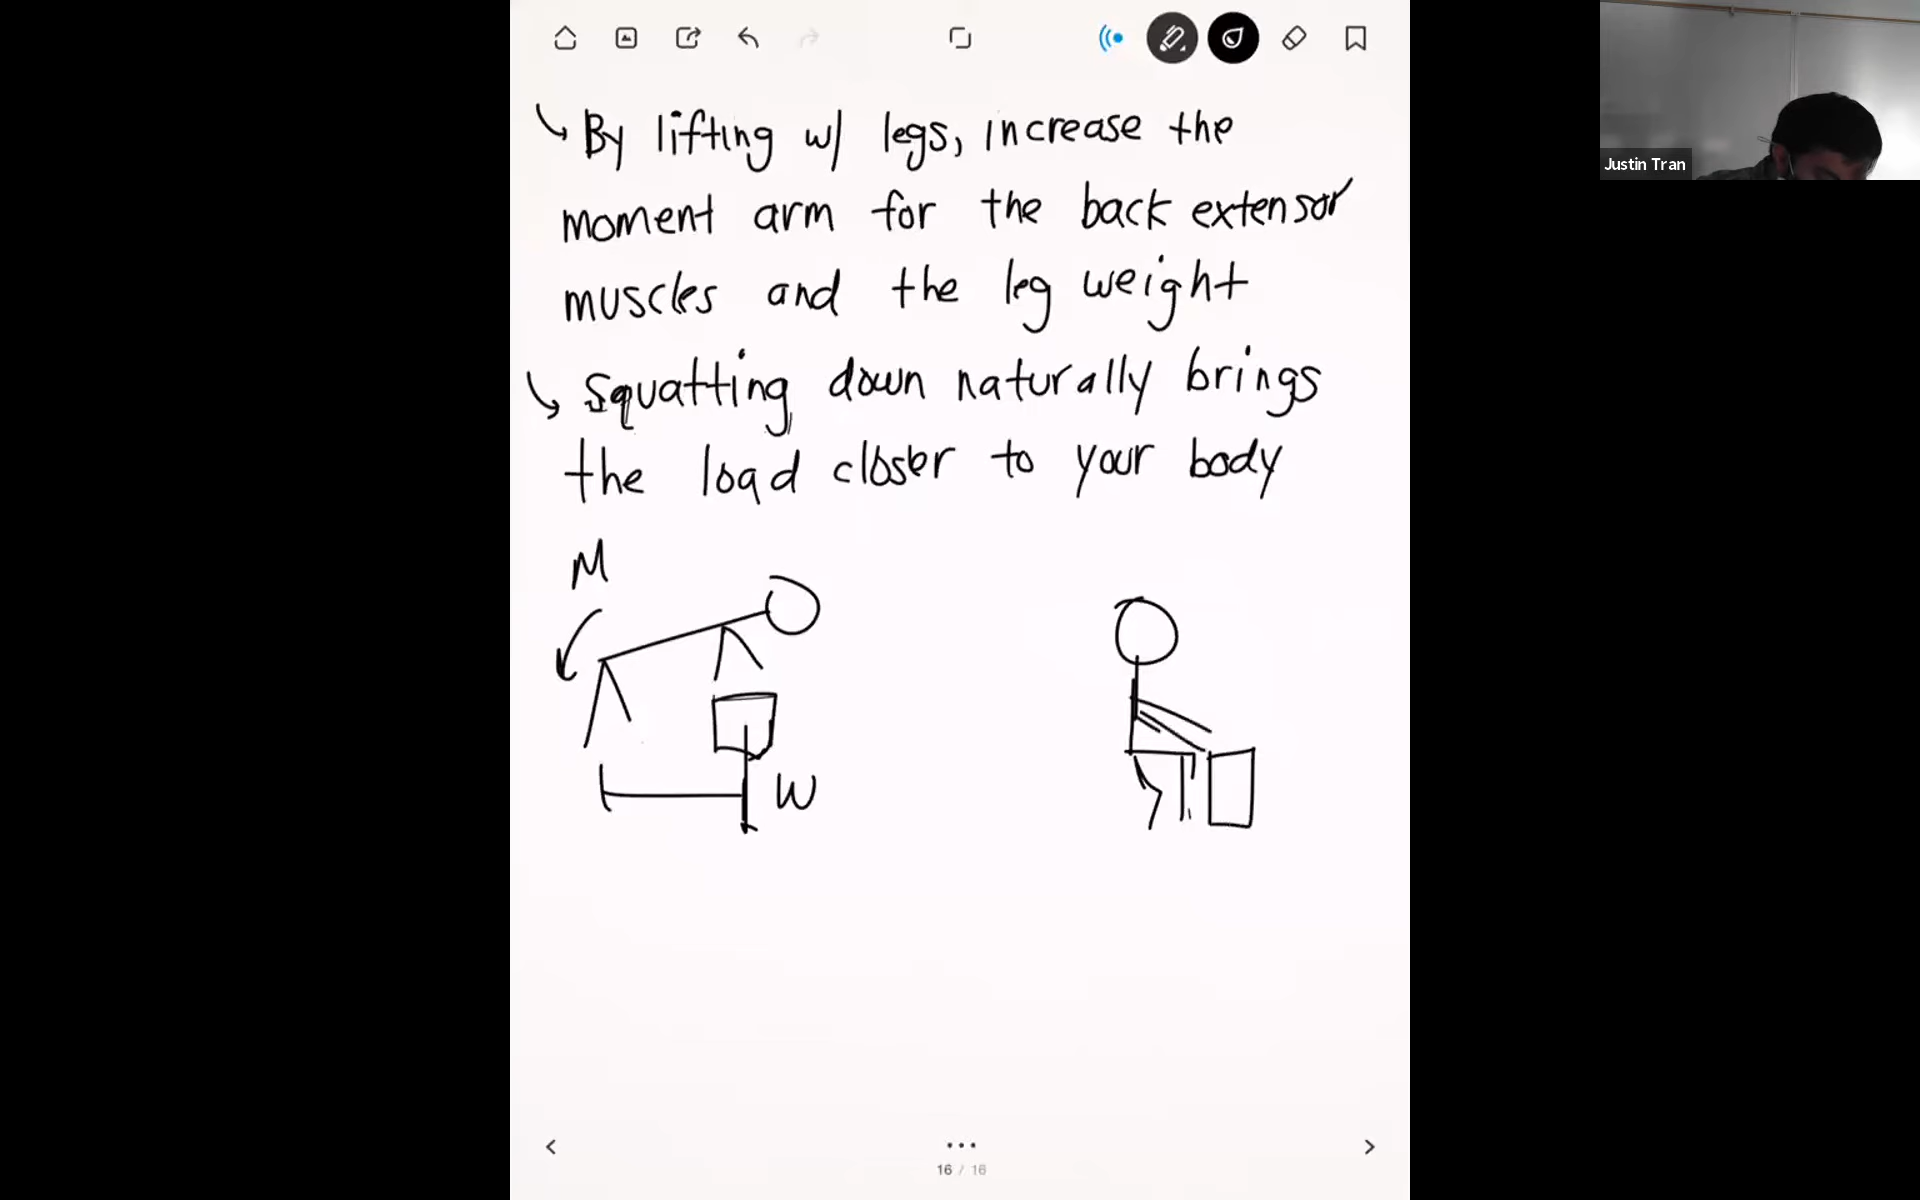 By lifting w/ legs, increase the
moment arm for the back extensor
muscles and the leg weight
Squatting down naturally brings
the load closer to your body
M
W
16 / 16
Justin Tran